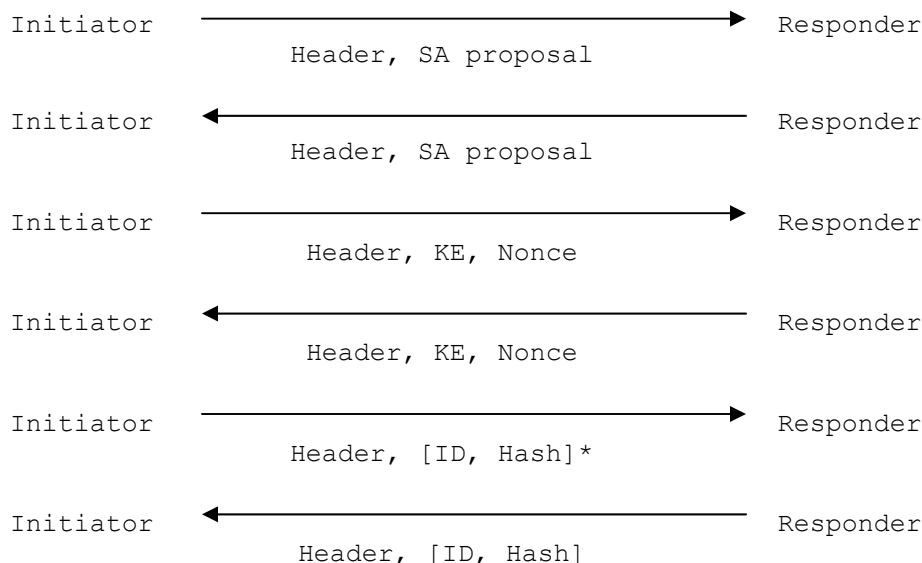 Initiator Responder
Header, SA proposal
Initiator Responder
Header, SA proposal
Initiator Responder
Header, KE, Nonce
Initiator Responder
Header, KE, Nonce
Initiator Responder
Header, [ID, Hash]*
Initiator Responder
Header, [ID, Hash]